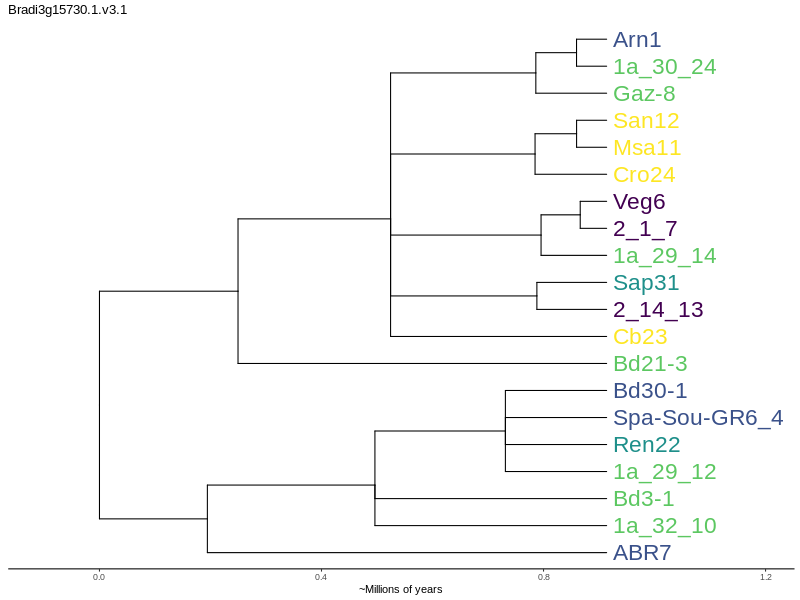 Bradi3g15730.1.v3.1
Arn1
1a_30_24
Gaz-8
San12
Msa11
Cro24
Veg6
2_1_7
1a_29_14
Sap31
2_14_13
Cb23
Bd21-3
Bd30-1
Spa-Sou-GR6_4
Ren22
1a_29_12
Bd3-1
1a_32_10
ABR7
0.0 0.4 0.8 1.2
~Millions of years